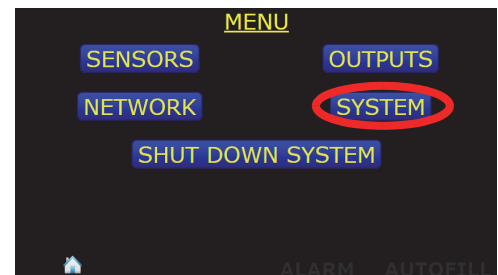 MENU
SENSORS OUTPUTS
NETWORK SYSTEM
SHUT DOWN SYSTEM
ALARM AUTOFILL